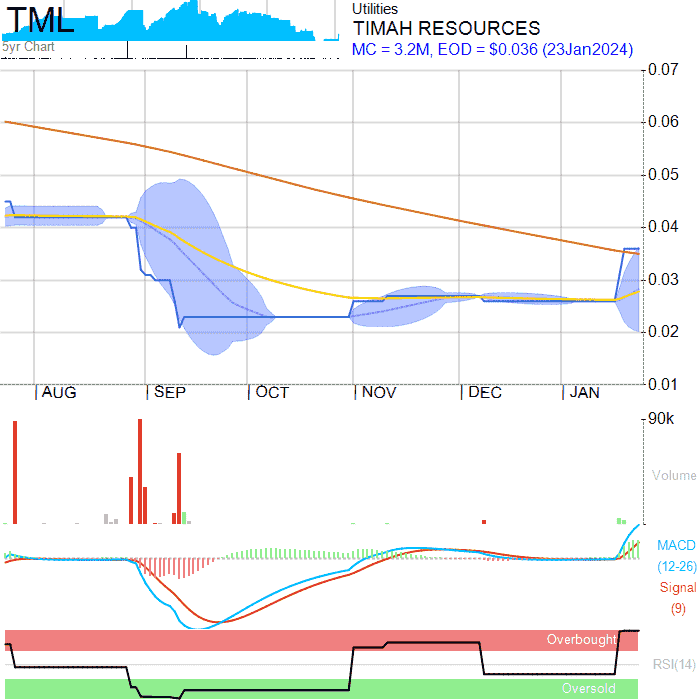 TML
5yr Chart
Utilities
TIMAH RESOURCES
MC = 3.2M, EOD = $0.036 (23Jan2024)
0.07
0.06
0.05
0.04
0.03
0.02
0.01
AUG SEP OCT NOV DEC JAN
90k
Volume
MACD
(12-26)
Signal
(9)
Overbought
RSI(14)
Oversold